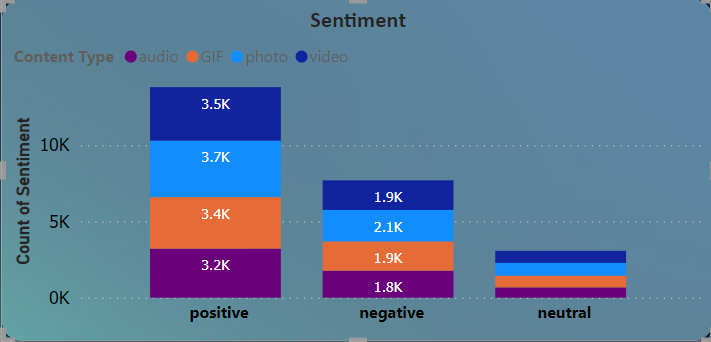 Sentiment
Content Type audio GIF photo video
Count of Sentiment
10K
5K
0K
3.5K
3.7K
3.4K
3.2K
1.9K
2.1K
1.9K
1.8K
positive negative neutral